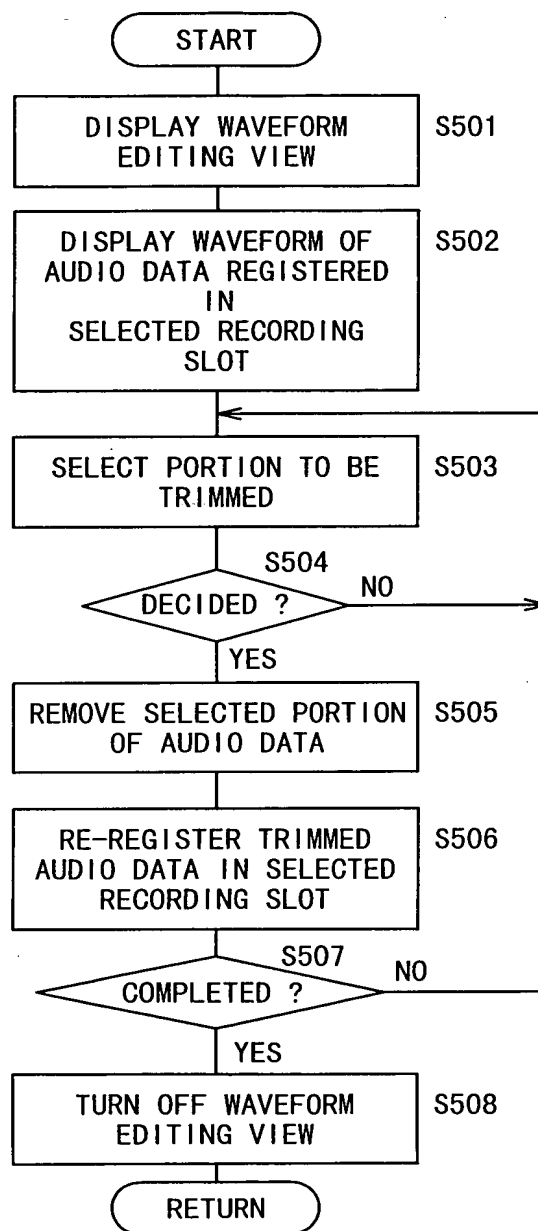 START
DISPLAY WAVEFORM
EDITING VIEW
S501
DISPLAY WAVEFORM OF
AUDIO DATA REGISTERED
IN
SELECTED RECORDING
SLOT
S502
SELECT PORTION TO BE
TRIMMED
S503
S504
DECIDED ?
NO
YES
REMOVE SELECTED PORTION
OF AUDIO DATA
S505
RE-REGISTER TRIMMED
AUDIO DATA IN SELECTED
RECORDING SLOT
S506
S507
COMPLETED ?
NO
YES
TURN OFF WAVEFORM
EDITING VIEW
S508
RETURN